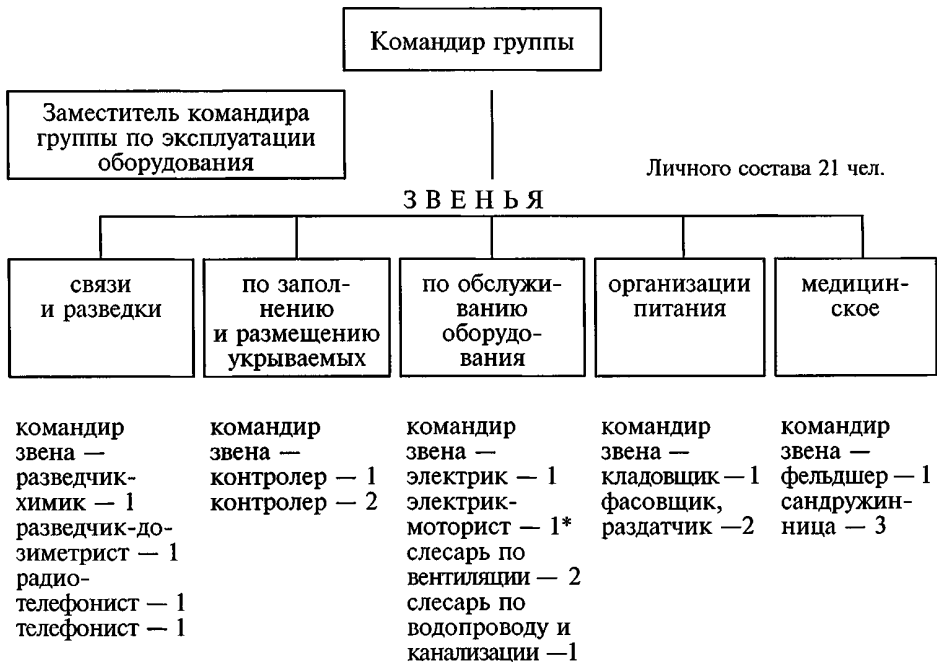 Командир группы
Заместитель командира
группы по эксплуатации
оборудования
Личного состава 21 чел.
З В Е Н Ь Я
связи
и разведки
по запол-
нению
и размещению
укрываемых
по обслужи-
ванию
оборудо-
вания
организации
питания
медицин-
ское
командир
звена —
разведчик-
химик — 1
разведчик-до-
зиметрист — 1
радио-
телефонист — 1
телефонист — 1
командир
звена —
контролер — 1
контролер — 2
командир
звена —
электрик — 1
электрик-
моторист — 1*
слесарь по
вентиляции — 2
слесарь по
водопроводу и
канализации —1
командир
звена —
кладовщик —1
фасовщик,
раздатчик —2
командир
звена —
фельдшер — 1
сандружин-
ница — 3